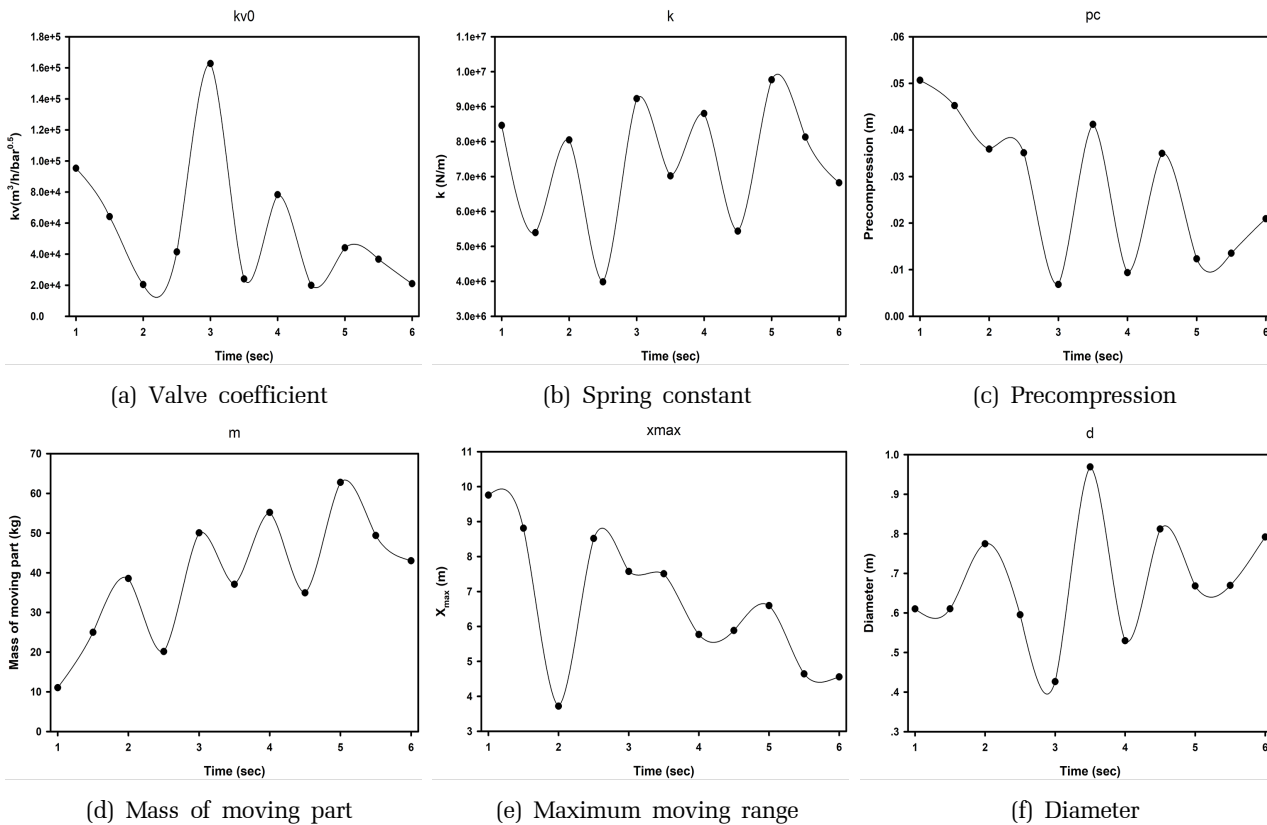 kv0
1.8e+5
1.6e+5
1.4e+5
1.2e+5
1.0e+5
8.0e+4
6.0e+4
4.0e+4
2.0e+4
0.0
kv(m³/h/bar⁰·⁵)
1 2 3 4 5 6
Time (sec)
(a) Valve coefficient
k
1.1e+7
1.0e+7
9.0e+6
8.0e+6
7.0e+6
6.0e+6
5.0e+6
4.0e+6
3.0e+6
k (N/m)
1 2 3 4 5 6
Time (sec)
(b) Spring constant
pc
.06
.05
.04
.03
.02
.01
0.00
Precompression (m)
1 2 3 4 5 6
Time (sec)
(c) Precompression
m
70
60
50
40
30
20
10
0
Mass of moving part (kg)
1 2 3 4 5 6
Time (sec)
(d) Mass of moving part
xmax
11
10
9
8
7
6
5
4
3
Xmax (m)
1 2 3 4 5 6
Time (sec)
(e) Maximum moving range
d
1.0
.9
.8
.7
.6
.5
.4
.3
Diameter (m)
1 2 3 4 5 6
Time (sec)
(f) Diameter